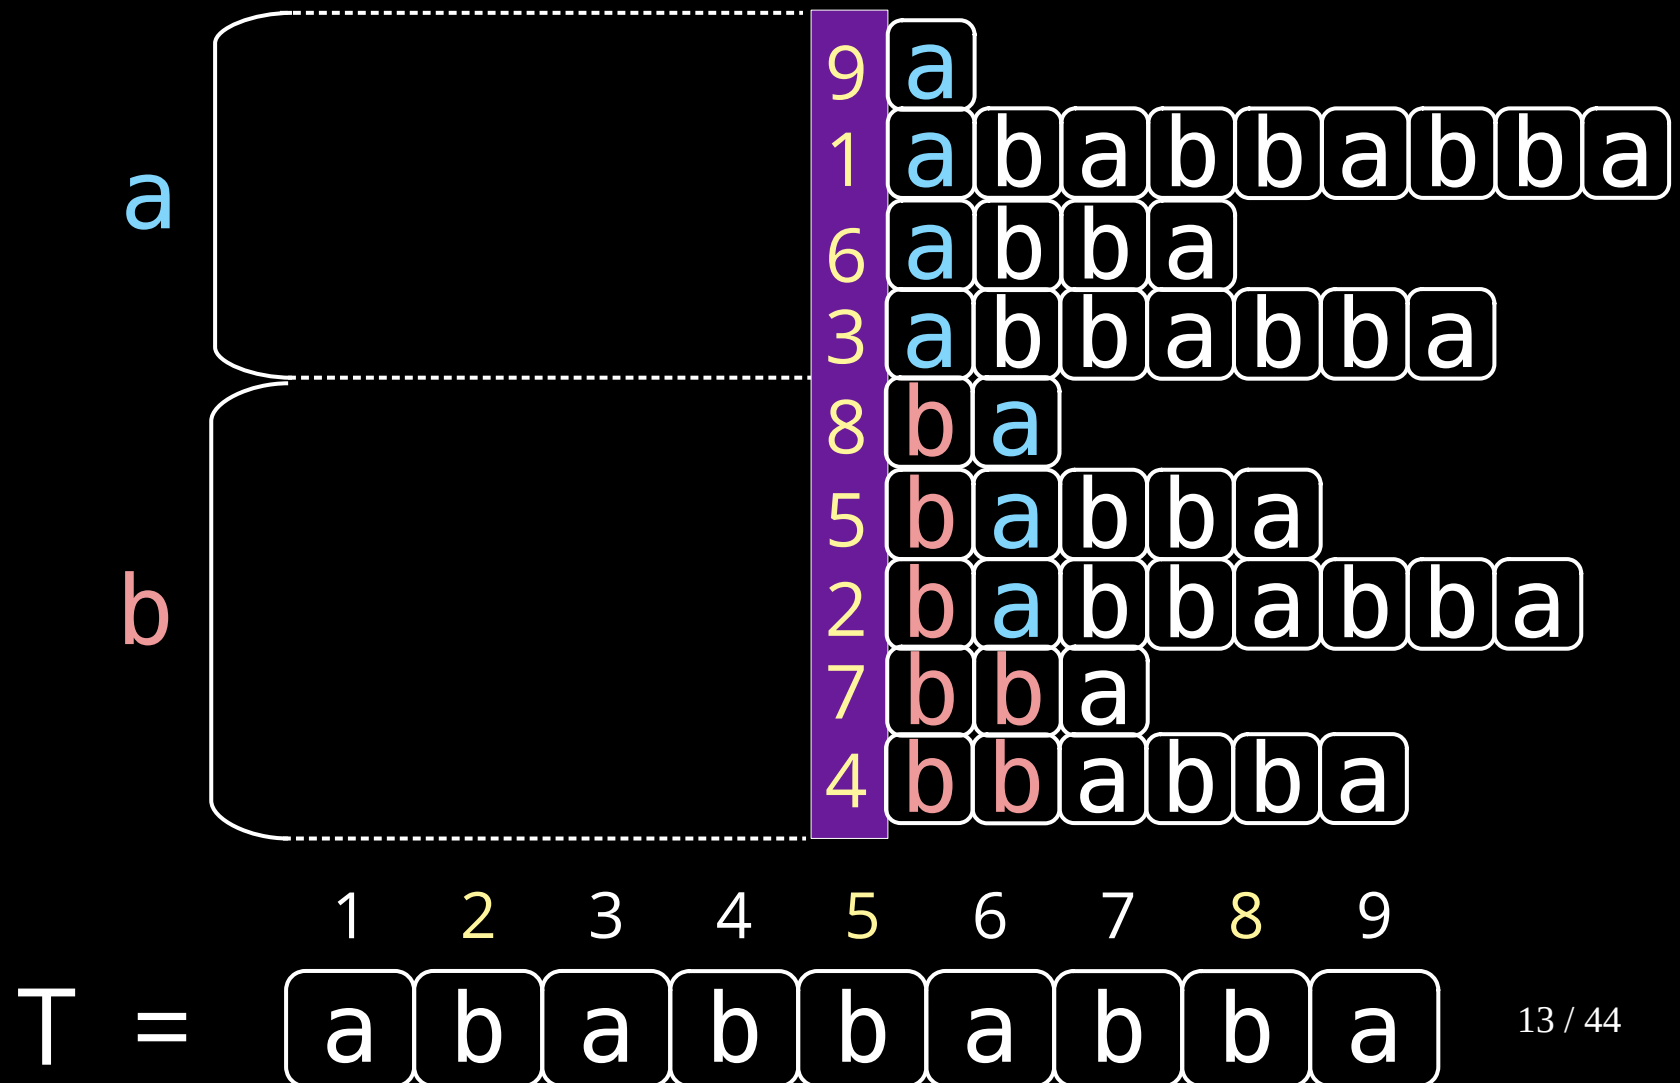 9 a
1 a b a b b a b b a
a
6 a b b a
3 a b b a b b a
8 b a
5 b a b b a
b
2 b a b b a b b a
7 b b a
4 b b a b b a
1 2 3 4 5 6 7 8 9
T = a b a b b a b b a
13 / 44